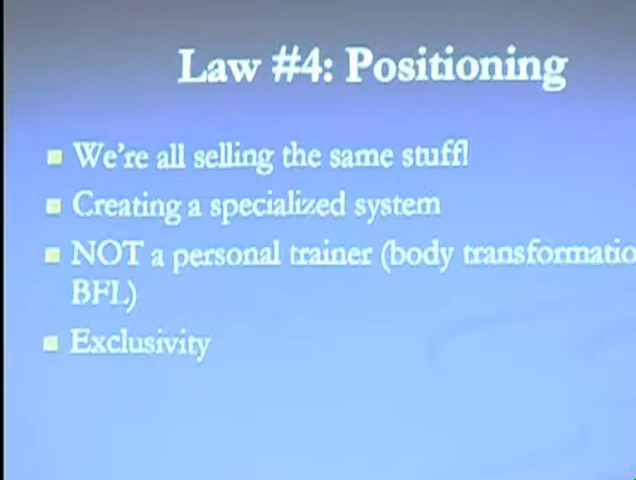 Law #4: Positioning
We're all selling the same stuff!
Creating a specialized system
NOT a personal trainer (body transformatio
BFL)
Exclusivity